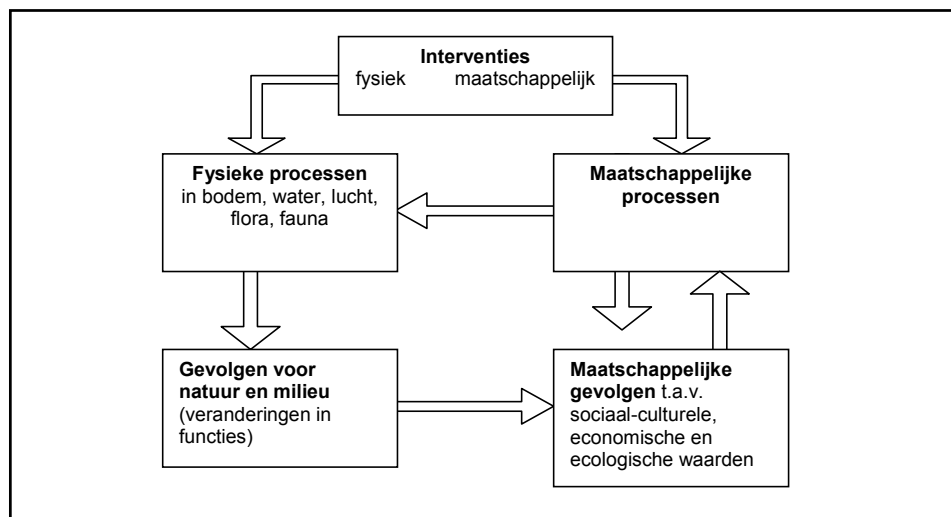 Interventies
fysiek maatschappelijk
Fysieke processen
in bodem, water, lucht,
flora, fauna
Maatschappelijke
processen
Gevolgen voor
natuur en milieu
(veranderingen in
functies)
Maatschappelijke
gevolgen t.a.v.
sociaal-culturele,
economische en
ecologische waarden